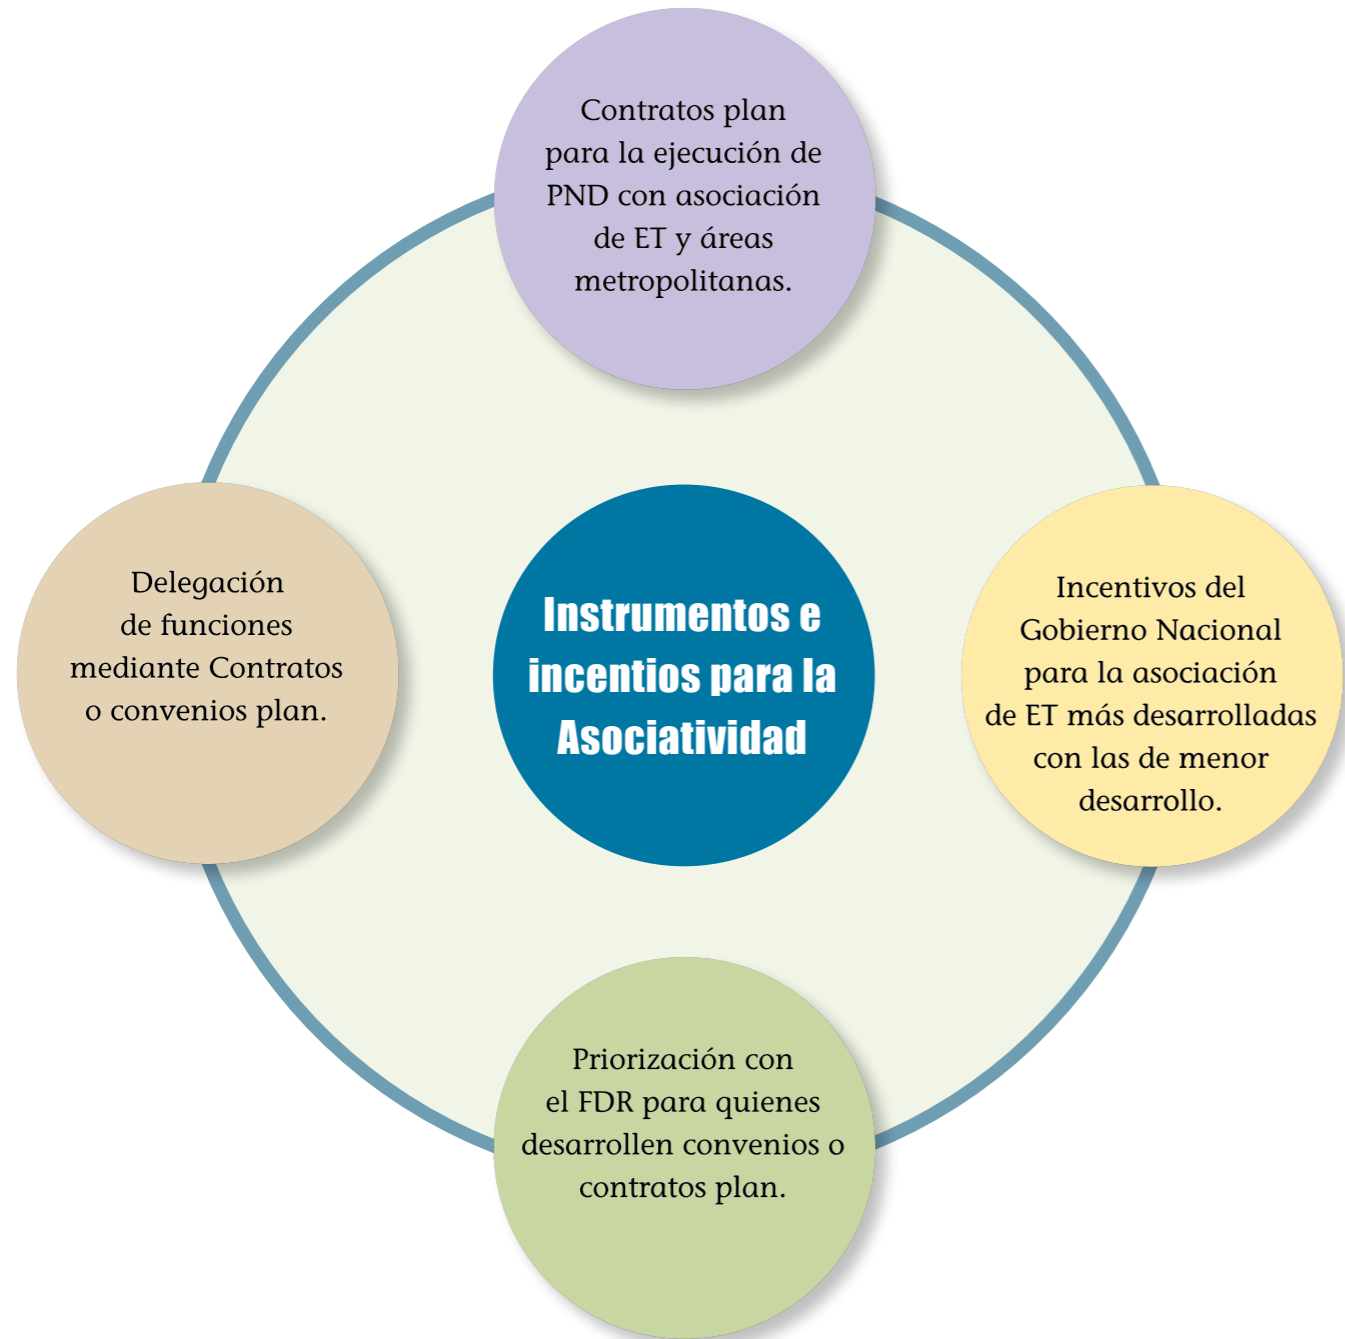 Contratos plan
para la ejecución de
PND con asociación
de ET y áreas
metropolitanas.
Delegación
de funciones
mediante Contratos
o convenios plan.
Instrumentos e
incentios para la
Asociatividad
Incentivos del
Gobierno Nacional
para la asociación
de ET más desarrolladas
con las de menor
desarrollo.
Priorización con
el FDR para quienes
desarrollen convenios o
contratos plan.